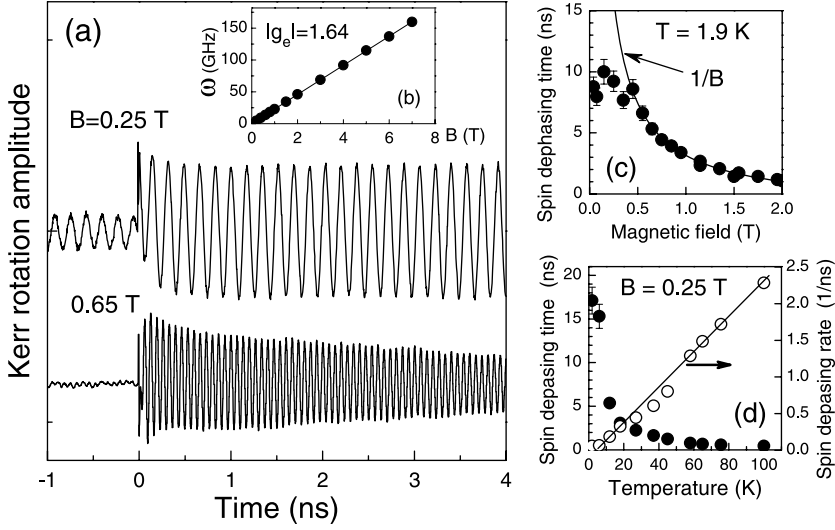 (a)
B=0.25 T
0.65 T
Kerr rotation amplitude
-1 0 1 2 3 4
Time (ns)
|gₑ|=1.64
(b)
ω (GHz)
150
100
50
0
0 2 4 6 8
B (T)
T = 1.9 K
1/B
(c)
Spin dephasing time (ns)
15
10
5
0
0.0 0.5 1.0 1.5 2.0
Magnetic field (T)
B = 0.25 T
(d)
Spin depasing time (ns)
20
15
10
5
0
2.5
2.0
1.5
1.0
0.5
0.0
Spin depasing rate (1/ns)
0 20 40 60 80 100
Temperature (K)